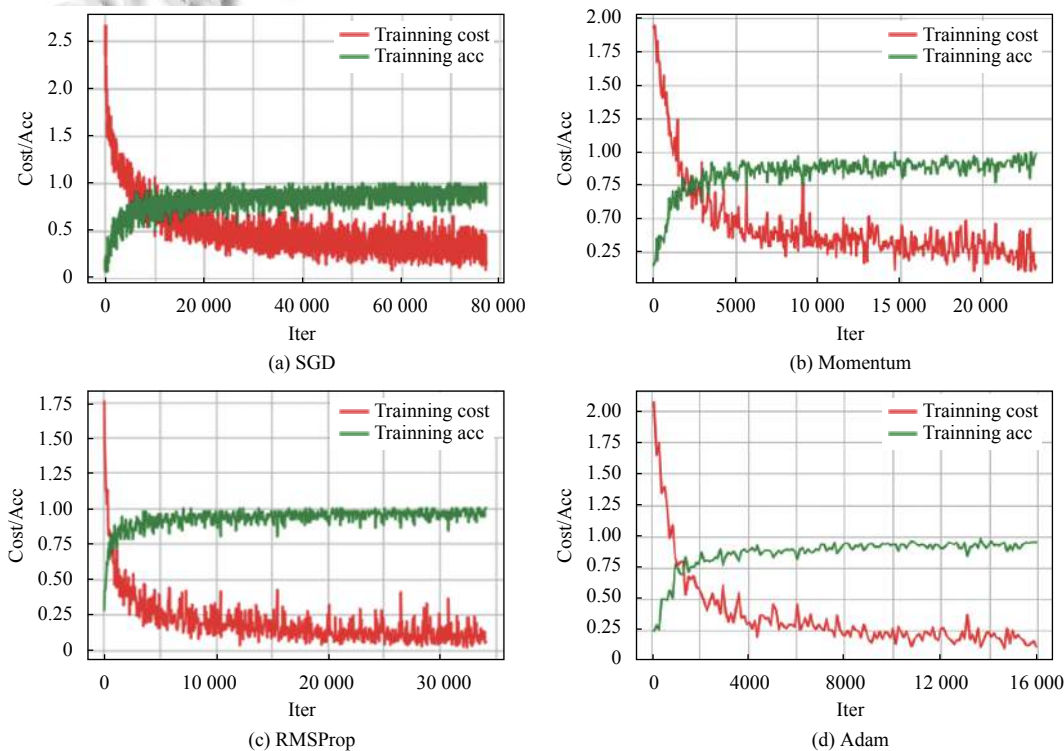 2.5
2.0
1.5
1.0
0.5
0
Cost/Acc
Trainning cost
Trainning acc
0 20 000 40 000 60 000 80 000
Iter
(a) SGD
2.00
1.75
1.50
1.25
1.00
0.75
0.70
0.25
Cost/Acc
Trainning cost
Trainning acc
0 5000 10 000 15 000 20 000
Iter
(b) Momentum
1.75
1.50
1.25
1.00
0.75
0.50
0.25
0
Cost/Acc
Trainning cost
Trainning acc
0 10 000 20 000 30 000
Iter
(c) RMSProp
2.00
1.75
1.50
1.25
1.00
0.75
0.50
0.25
0
Cost/Acc
Trainning cost
Trainning acc
0 4000 6000 8000 12 000 16 000
Iter
(d) Adam